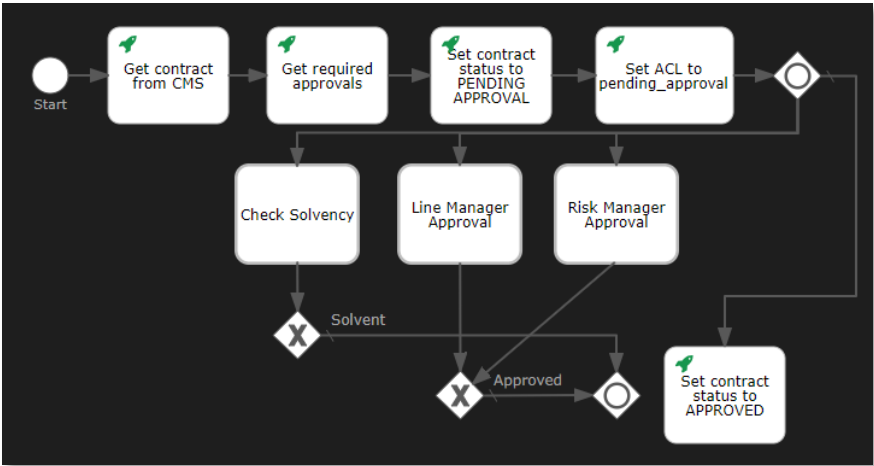 Start
Get contract
from CMS
Get required
approvals
Set contract
status to
PENDING
APPROVAL
Set ACL to
pending_approval
Check Solvency
Line Manager
Approval
Risk Manager
Approval
Solvent
Approved
Set contract
status to
APPROVED